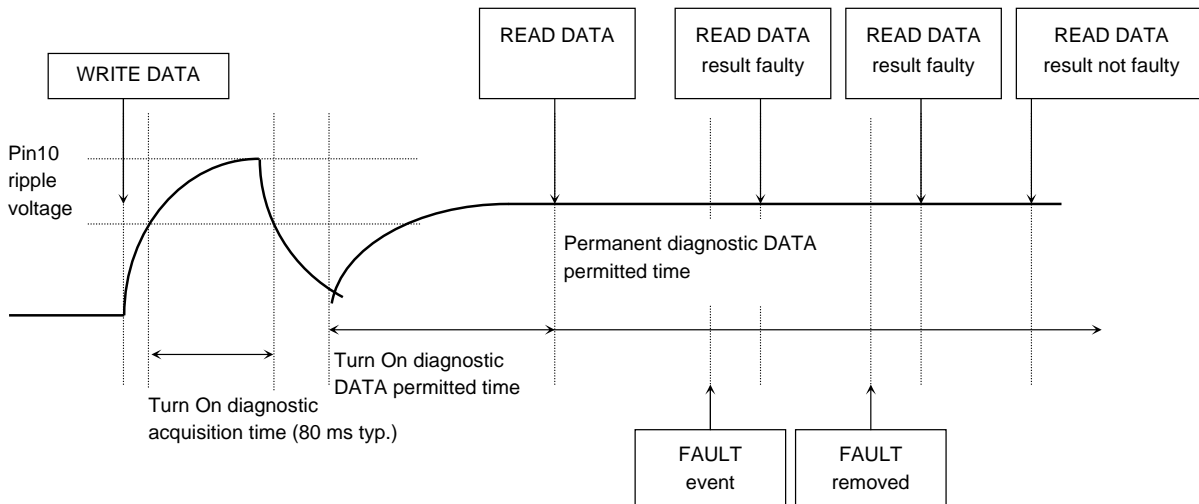 READ DATA
READ DATA
result faulty
READ DATA
result faulty
READ DATA
result not faulty
WRITE DATA
Pin10
ripple
voltage
Permanent diagnostic DATA
permitted time
Turn On diagnostic
DATA permitted time
Turn On diagnostic
acquisition time (80 ms typ.)
FAULT
event
FAULT
removed